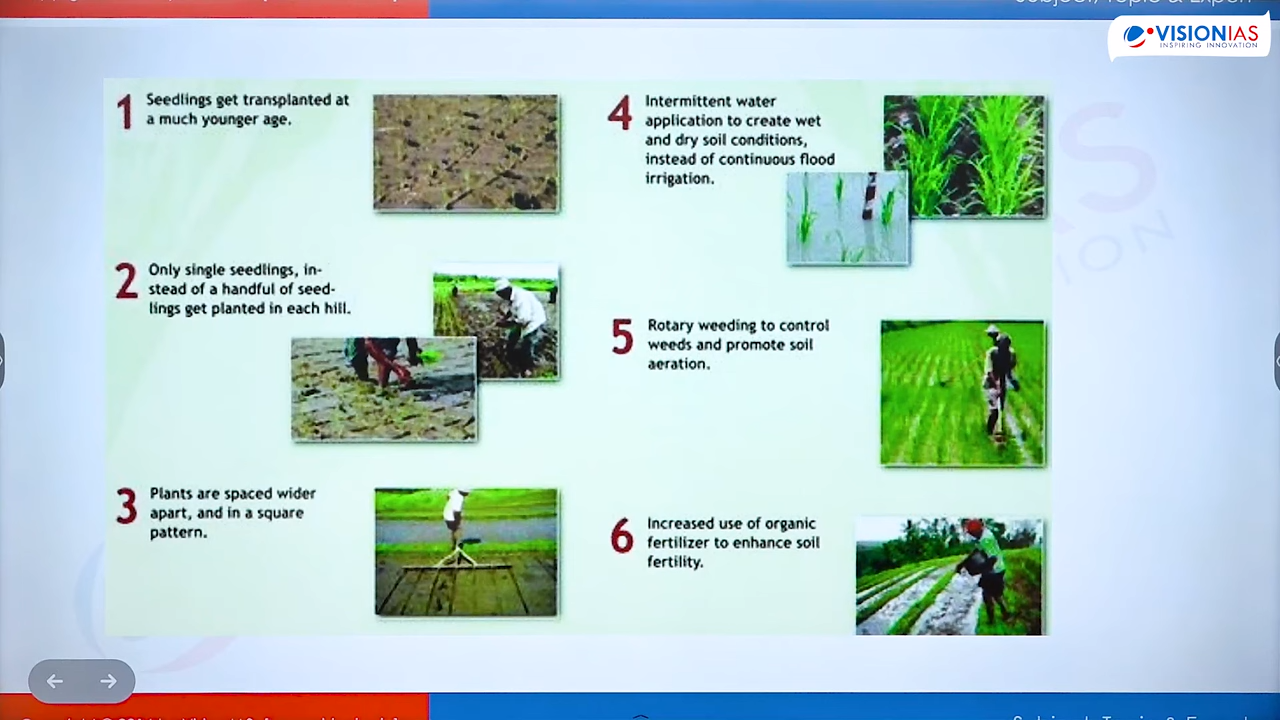 VISIONIAS
INSPIRING INNOVATION
1
Seedlings get transplanted at
a much younger age.
2
Only single seedlings, in-
stead of a handful of seed-
lings get planted in each hill.
3
Plants are spaced wider
apart, and in a square
pattern.
4
Intermittent water
application to create wet
and dry soil conditions,
instead of continuous flood
irrigation.
5
Rotary weeding to control
weeds and promote soil
aeration.
6
Increased use of organic
fertilizer to enhance soil
fertility.